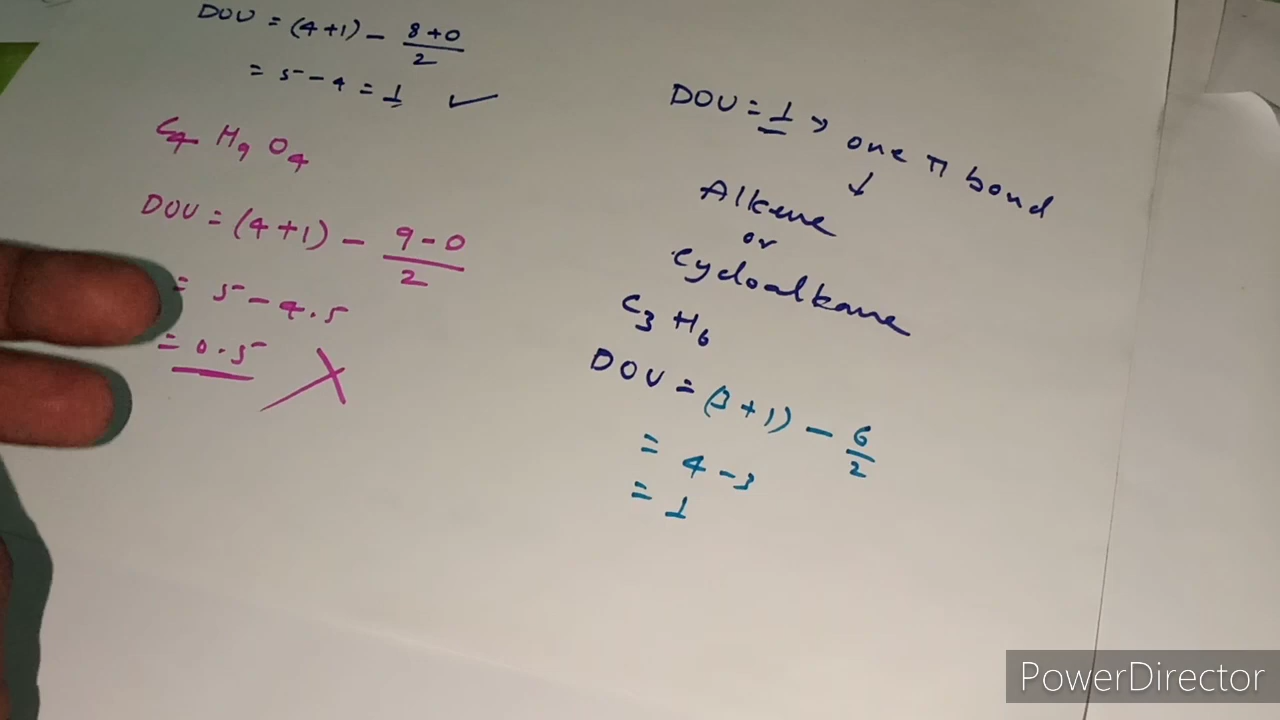 DOU = (4+1) - 8+0/2
= 5 - 4 = 1 ✓
C4 H9 O4
DOU = (4+1) - 9-0/2
= 5 - 4.5
= 0.5 ✗
DOU = 1 → one π bond
↓
Alkene
or
Cycloalkane
C3 H6
DOU = (3+1) - 6/2
= 4 - 3
= 1
PowerDirector